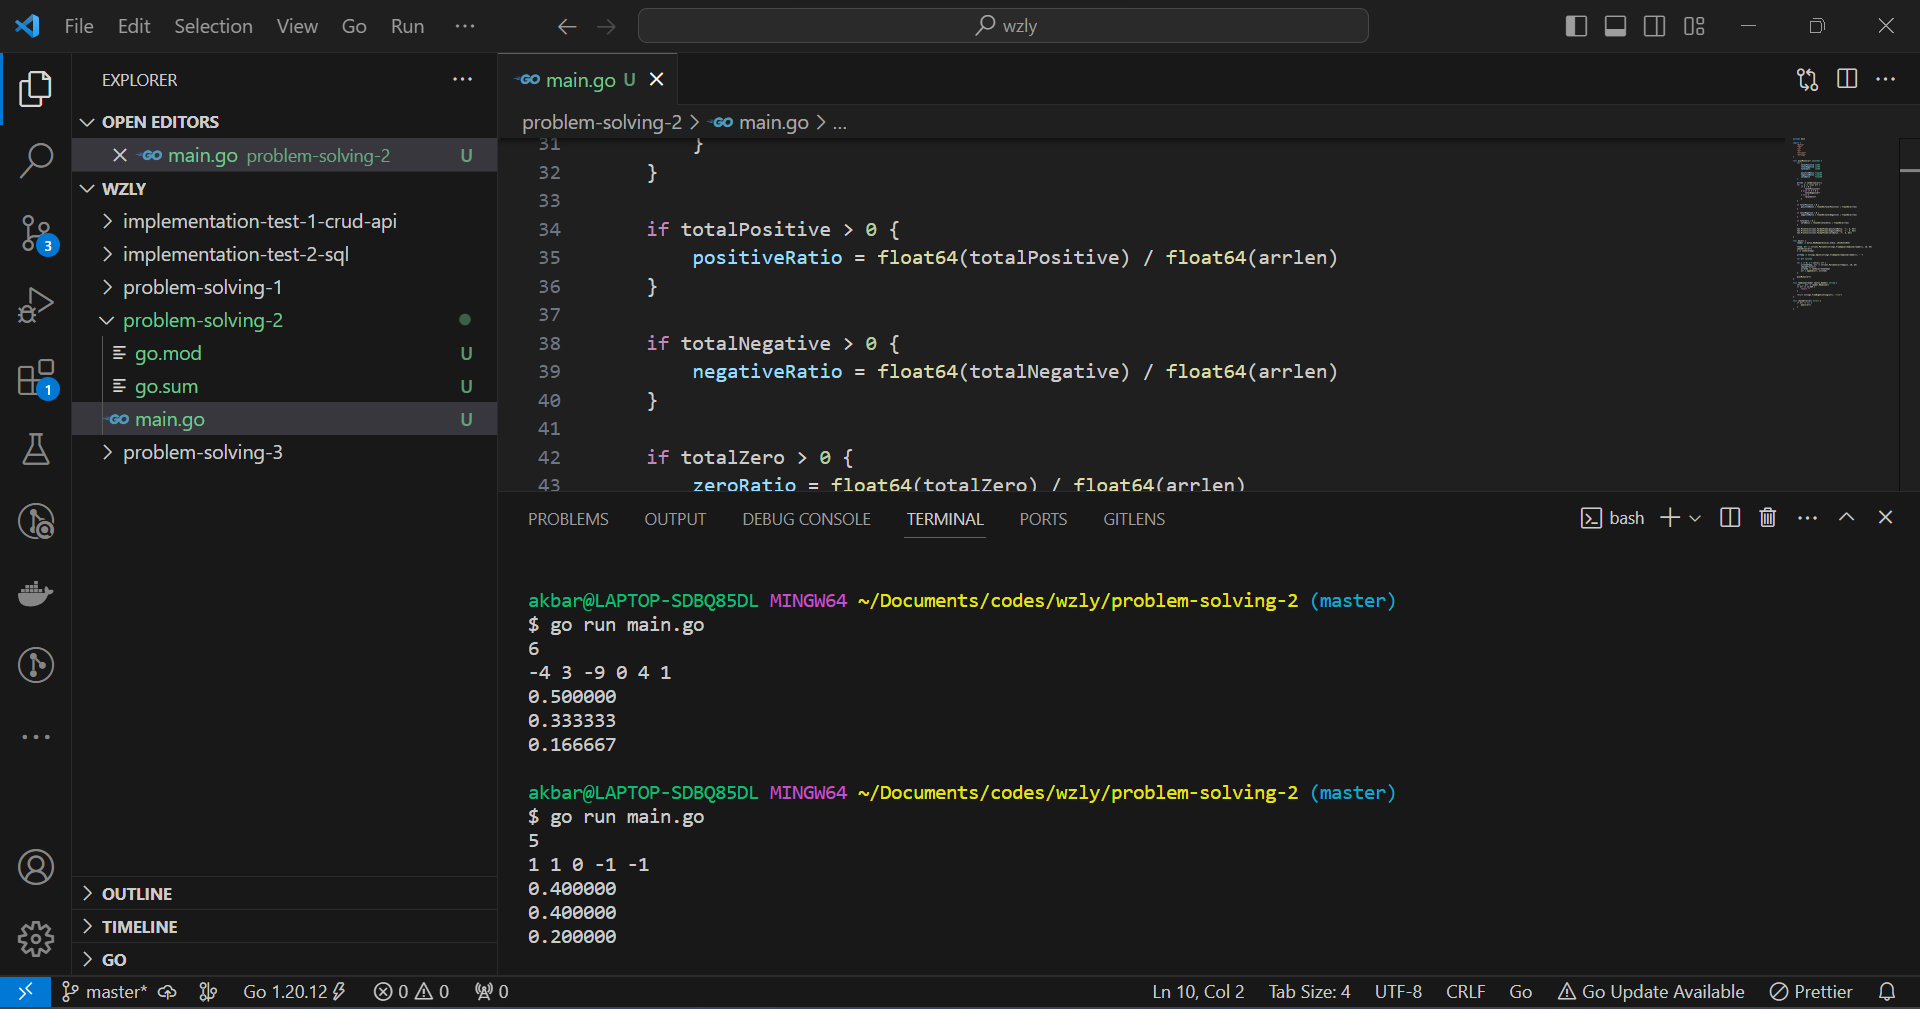 File Edit Selection View Go Run ···
wzly
EXPLORER
OPEN EDITORS
main.go problem-solving-2 U
WZLY
implementation-test-1-crud-api
implementation-test-2-sql
problem-solving-1
problem-solving-2
go.mod U
go.sum U
GO main.go U
problem-solving-3
OUTLINE
TIMELINE
GO
3
1
GO main.go U
problem-solving-2 > GO main.go > ...
31 }
32 }
33
34 if totalPositive > 0 {
35 positiveRatio = float64(totalPositive) / float64(arrlen)
36 }
37
38 if totalNegative > 0 {
39 negativeRatio = float64(totalNegative) / float64(arrlen)
40 }
41
42 if totalZero > 0 {
43 zeroRatio = float64(totalZero) / float64(arrlen)
PROBLEMS OUTPUT DEBUG CONSOLE TERMINAL PORTS GITLENS
bash
akbar@LAPTOP-SDBQ85DL MINGW64 ~/Documents/codes/wzly/problem-solving-2 (master)
$ go run main.go
6
-4 3 -9 0 4 1
0.500000
0.333333
0.166667
akbar@LAPTOP-SDBQ85DL MINGW64 ~/Documents/codes/wzly/problem-solving-2 (master)
$ go run main.go
5
1 1 0 -1 -1
0.400000
0.400000
0.200000
master* Go 1.20.12 0 0 0 Ln 10, Col 2 Tab Size: 4 UTF-8 CRLF Go Go Update Available Prettier